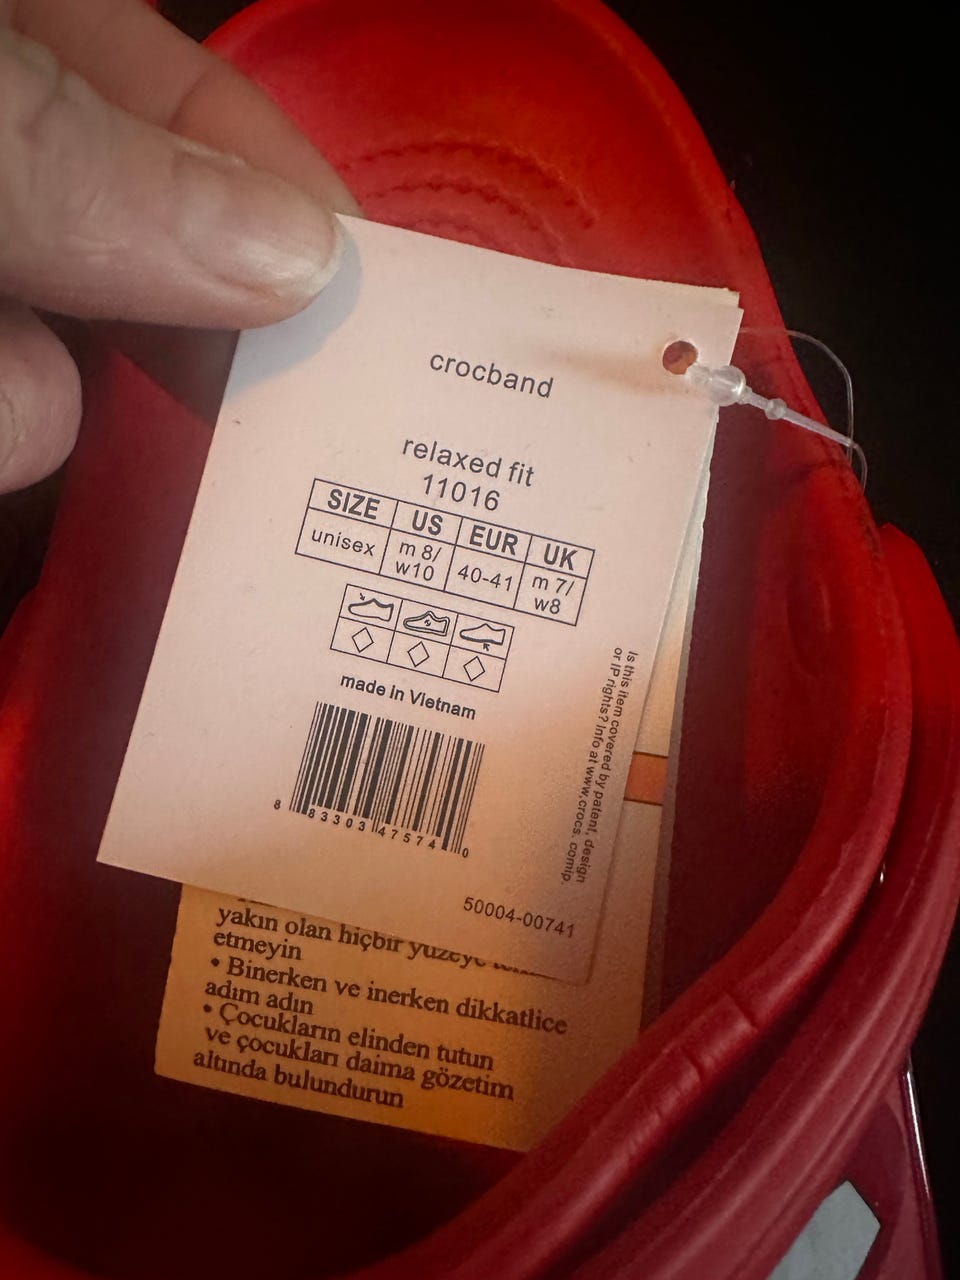 crocband
relaxed fit
11016
SIZE US EUR UK
unisex m 8/ w10 40-41 m 7/ w8
made in Vietnam
8 83303 47574 0
Is this item covered by patent, design
or IP rights? Info at www.crocs. comip.
50004-00741
yakın olan hiçbir yüzeye
etmeyin
• Binerken ve inerken dikkatlice
adım adın
• Çocukların elinden tutun
ve çocukları daima gözetim
altında bulundurun